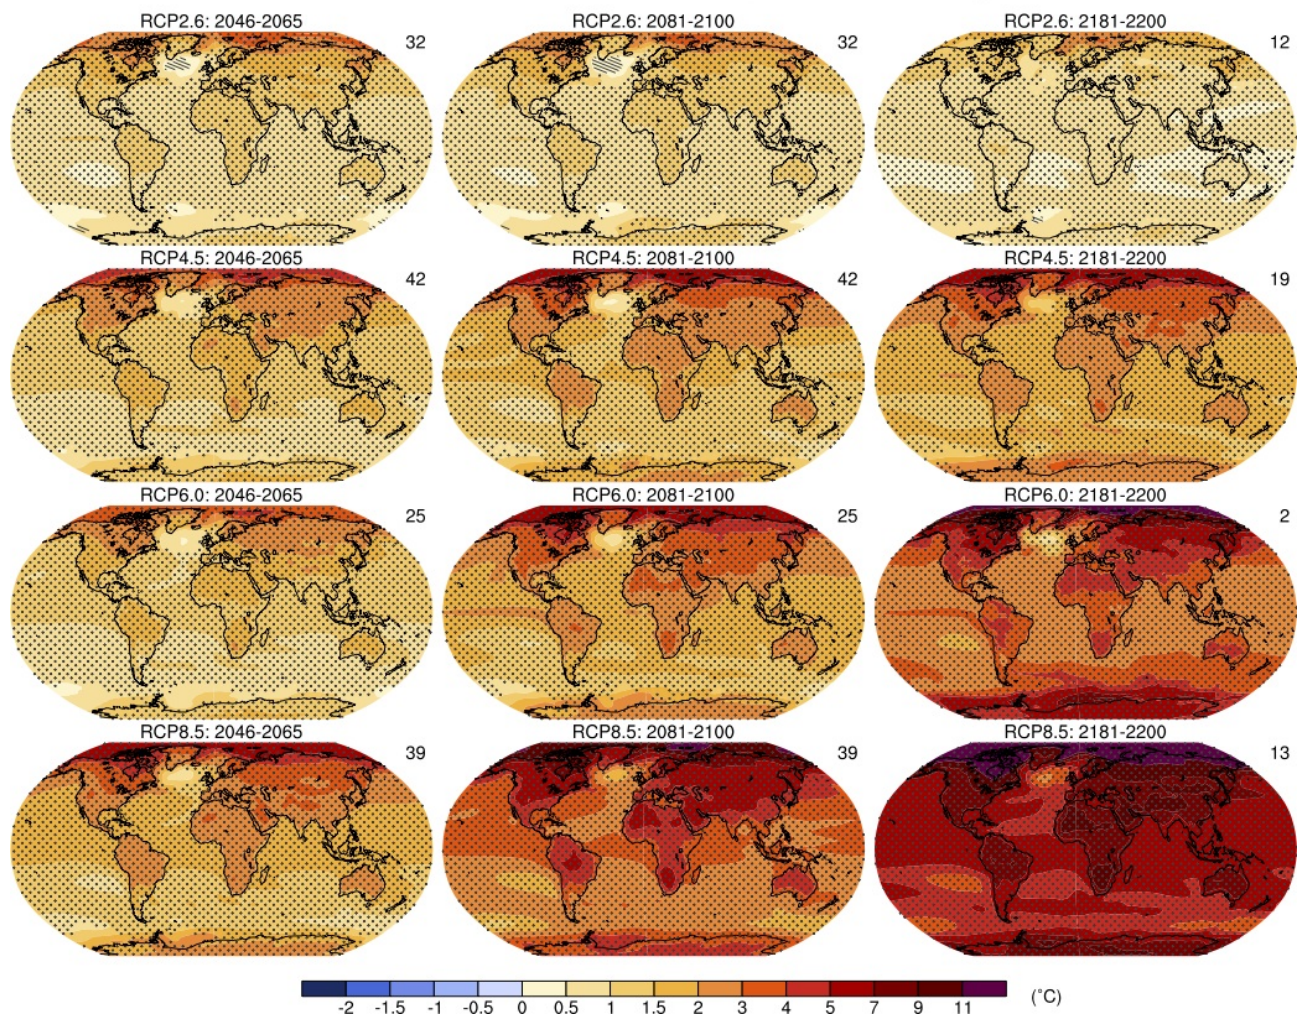 RCP2.6: 2046-2065
32
RCP2.6: 2081-2100
32
RCP2.6: 2181-2200
12
RCP4.5: 2046-2065
42
RCP4.5: 2081-2100
42
RCP4.5: 2181-2200
19
RCP6.0: 2046-2065
25
RCP6.0: 2081-2100
25
RCP6.0: 2181-2200
2
RCP8.5: 2046-2065
39
RCP8.5: 2081-2100
39
RCP8.5: 2181-2200
13
-2 -1.5 -1 -0.5 0 0.5 1 1.5 2 3 4 5 7 9 11 (°C)